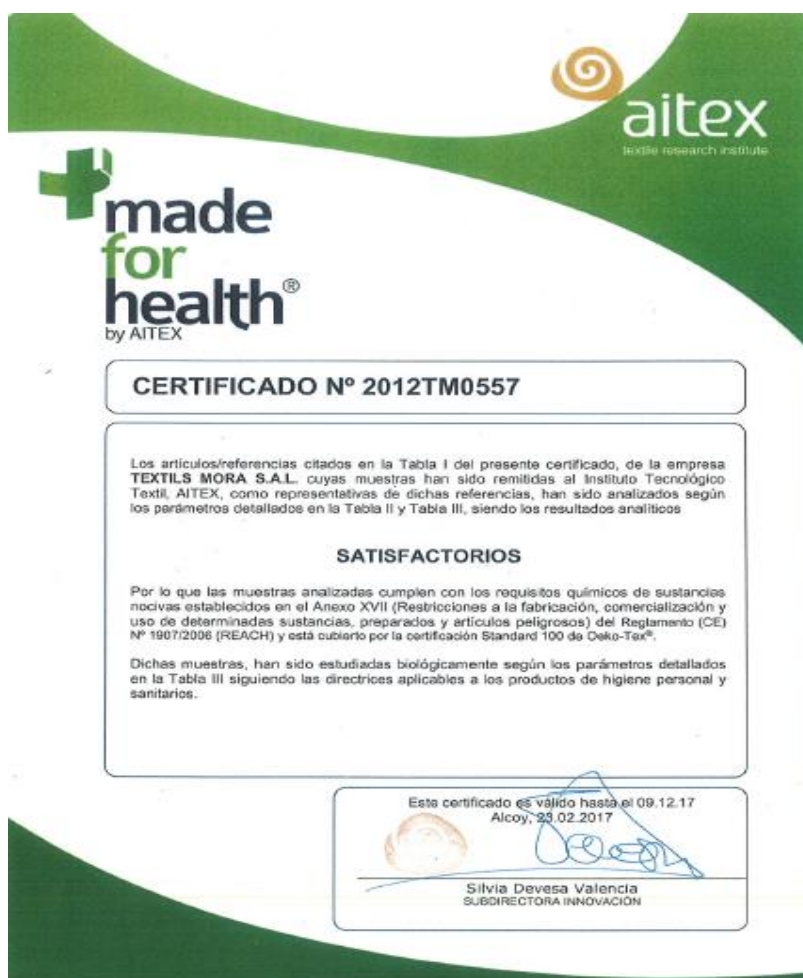 aitex
textile research institute
made
for
health®
by AITEX
CERTIFICADO Nº 2012TM0557
Los artículos/referencias citados en la Tabla I del presente certificado, de la empresa
TEXTILS MORA S.A.L. cuyas muestras han sido remitidas al Instituto Tecnológico
Textil, AITEX, como representativas de dichas referencias, han sido analizados según
los parámetros detallados en la Tabla II y Tabla III, siendo los resultados analíticos
SATISFACTORIOS
Por lo que las muestras analizadas cumplen con los requisitos químicos de sustancias
nocivas establecidos en el Anexo XVII (Restricciones a la fabricación, comercialización y
uso de determinadas sustancias, preparados y artículos peligrosos) del Reglamento (CE)
Nº 1907/2006 (REACH) y está cubierto por la certificación Standard 100 de Oeko-Tex®.
Dichas muestras, han sido estudiadas biológicamente según los parámetros detallados
en la Tabla III siguiendo las directrices aplicables a los productos de higiene personal y
sanitarios.
Este certificado es válido hasta el 09.12.17
Alcoy, 23.02.2017
Silvia Devesa Valencia
SUBDIRECTORA INNOVACIÓN